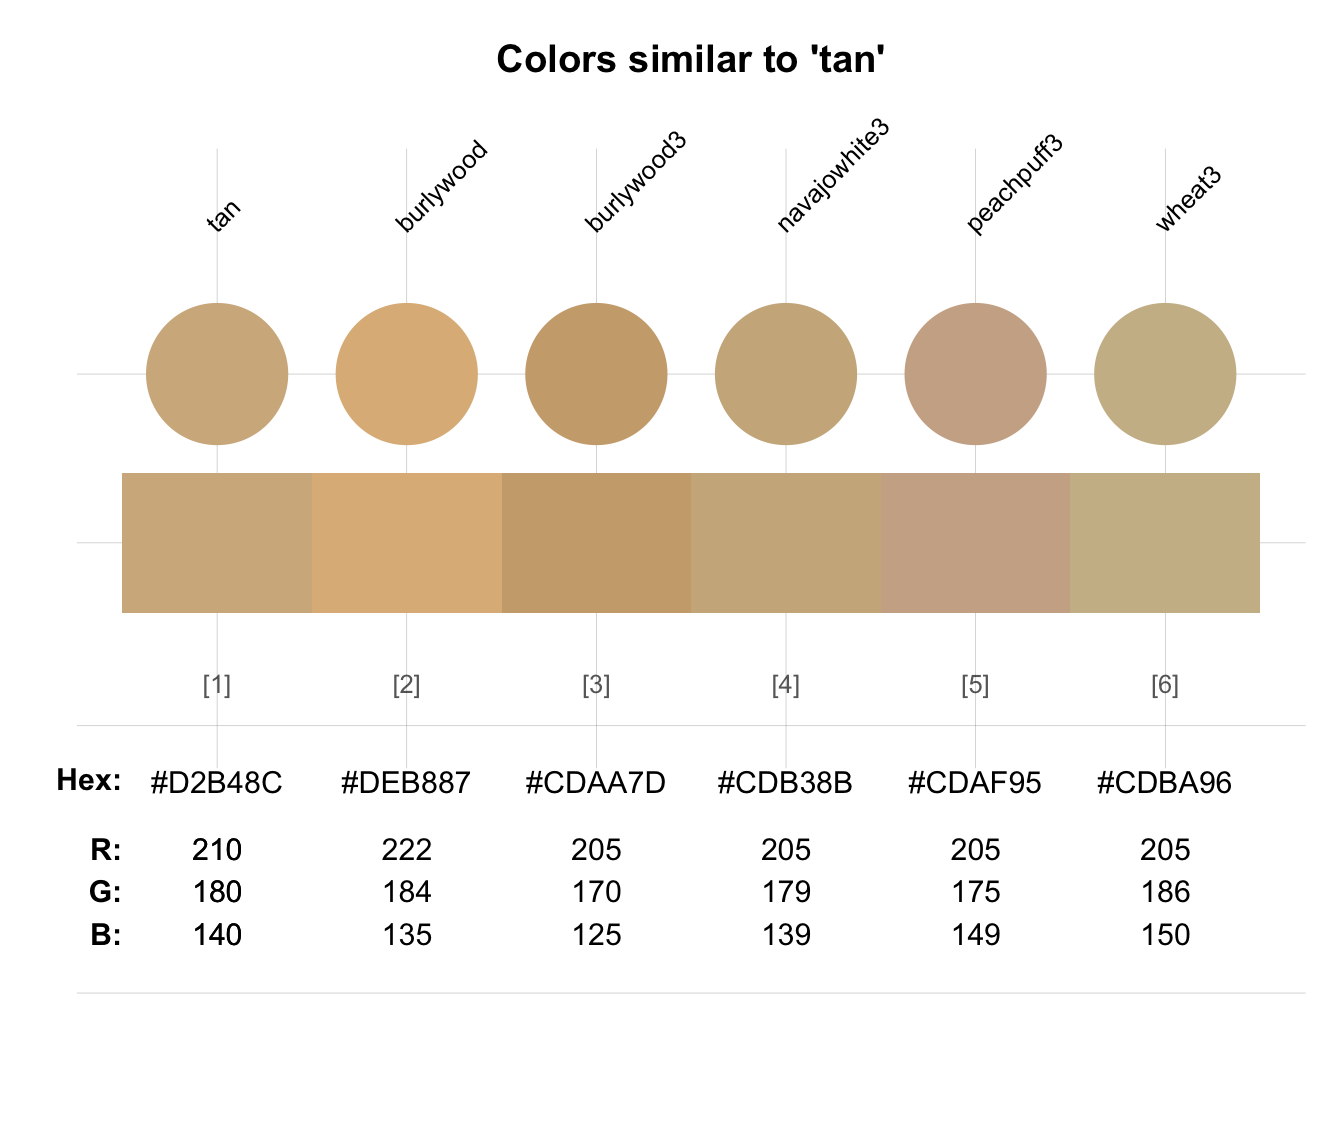 Colors similar to 'tan'
tan burlywood burlywood3 navajowhite3 peachpuff3 wheat3
[1] [2] [3] [4] [5] [6]
Hex: #D2B48C #DEB887 #CDAA7D #CDB38B #CDAF95 #CDBA96
R: 210 222 205 205 205 205
G: 180 184 170 179 175 186
B: 140 135 125 139 149 150